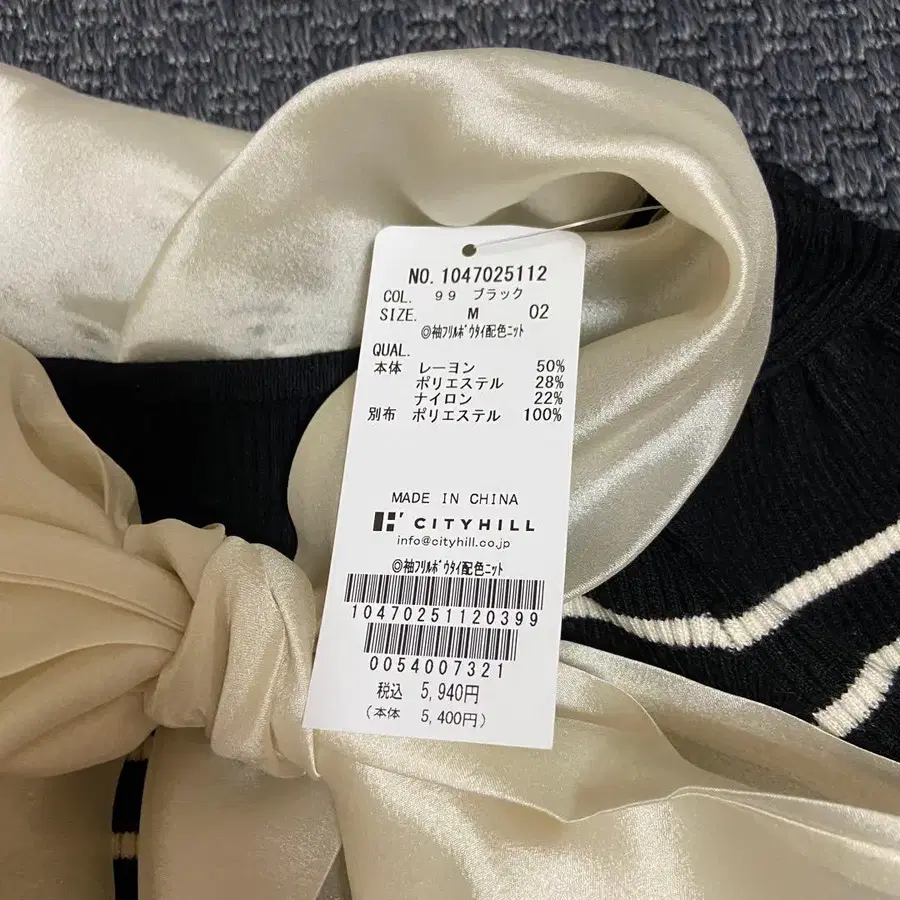 NO. 1047025112
COL. 99 ブラック
SIZE. M 02
◎袖フリルボウタイ配色ニット
QUAL.
本体 レーヨン 50%
ポリエステル 28%
ナイロン 22%
別布 ポリエステル 100%
MADE IN CHINA
CITYHILL
info@cityhill.co.jp
◎袖フリルボウタイ配色ニット
10470251120399
0054007321
税込 5,940円
(本体 5,400円)